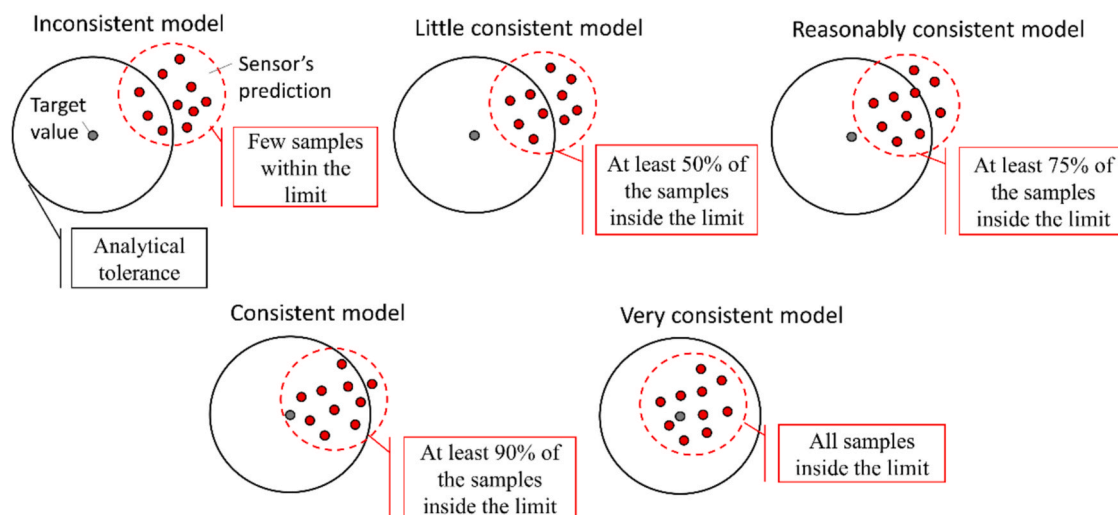 Inconsistent model
Sensor's
prediction
Target
value
Few samples
within the
limit
Analytical
tolerance
Little consistent model
At least 50% of
the samples
inside the limit
Reasonably consistent model
At least 75% of
the samples
inside the limit
Consistent model
At least 90% of
the samples
inside the limit
Very consistent model
All samples
inside the limit